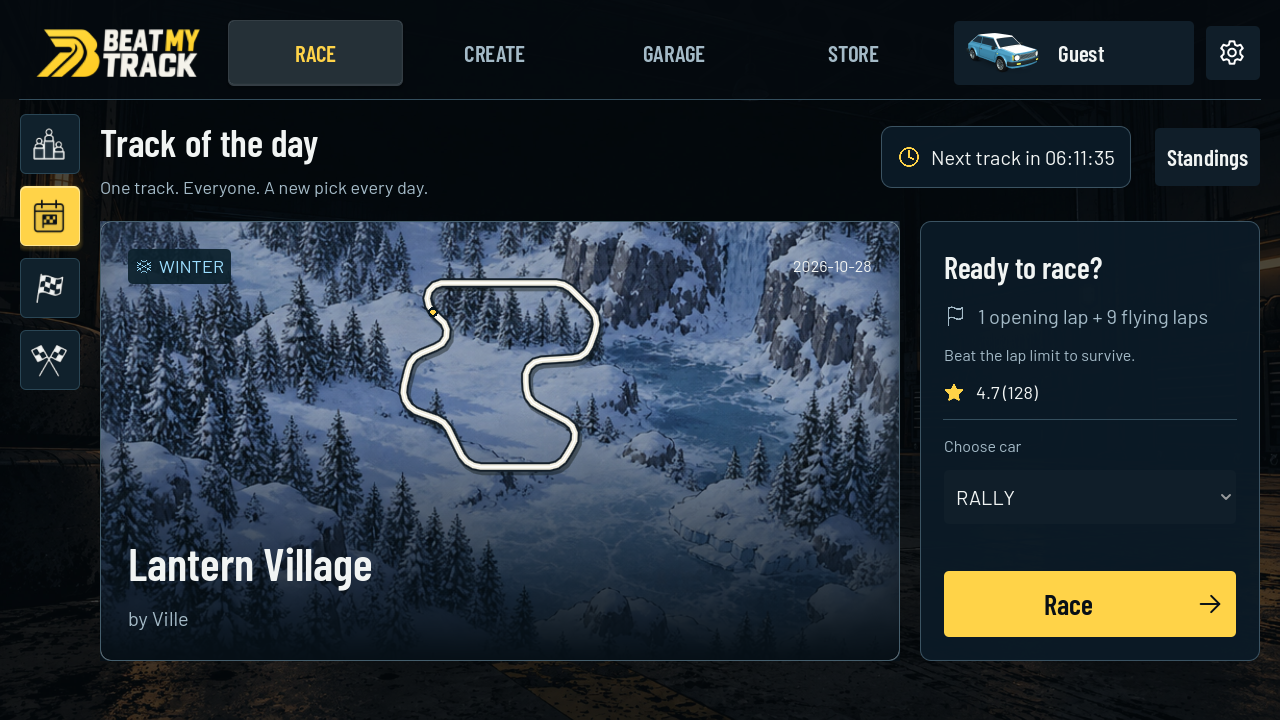 BEATMY
TRACK
RACE
CREATE
GARAGE
STORE
Guest
Track of the day
One track. Everyone. A new pick every day.
Next track in 06:11:35
Standings
WINTER
2026-10-28
Lantern Village
by Ville
Ready to race?
1 opening lap + 9 flying laps
Beat the lap limit to survive.
4.7 (128)
Choose car
RALLY
Race